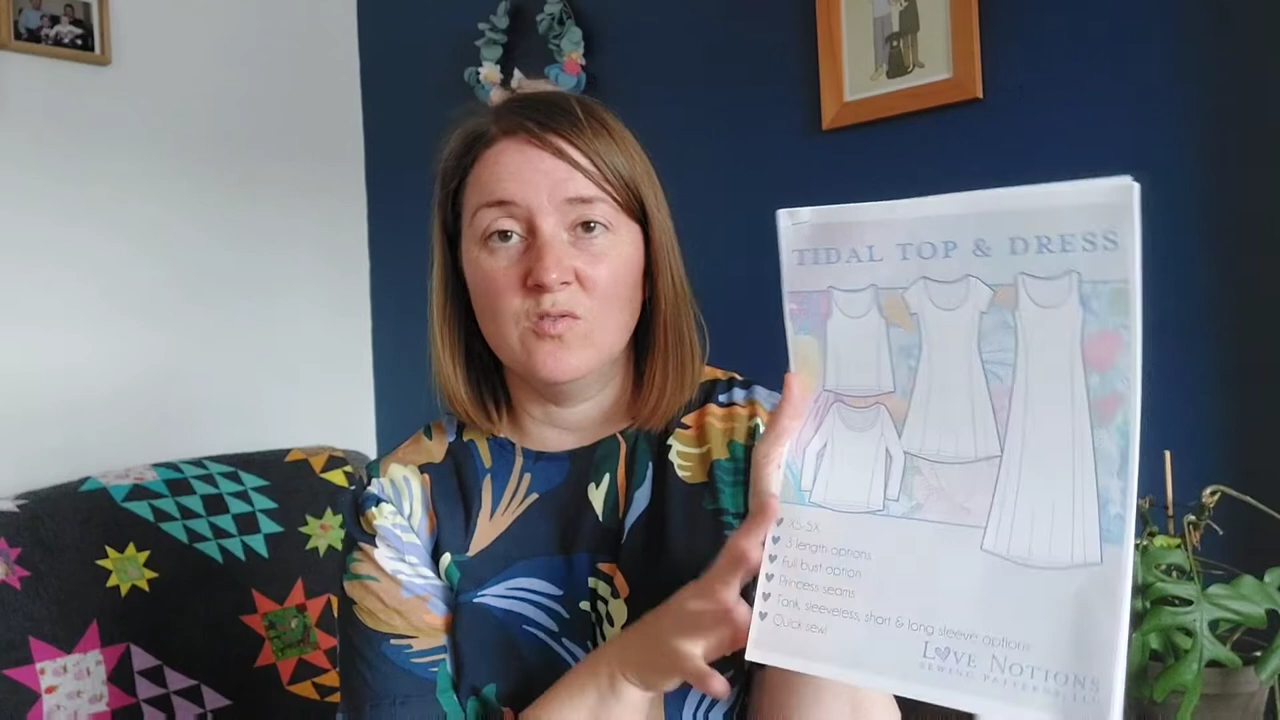 TIDAL TOP & DRESS
XS-5X
3 length options
Full bust option
Princess seams
Tank, sleeveless, short & long sleeve options
Quick sew!
LOVE NOTIONS
SEWING PATTERNS LLC